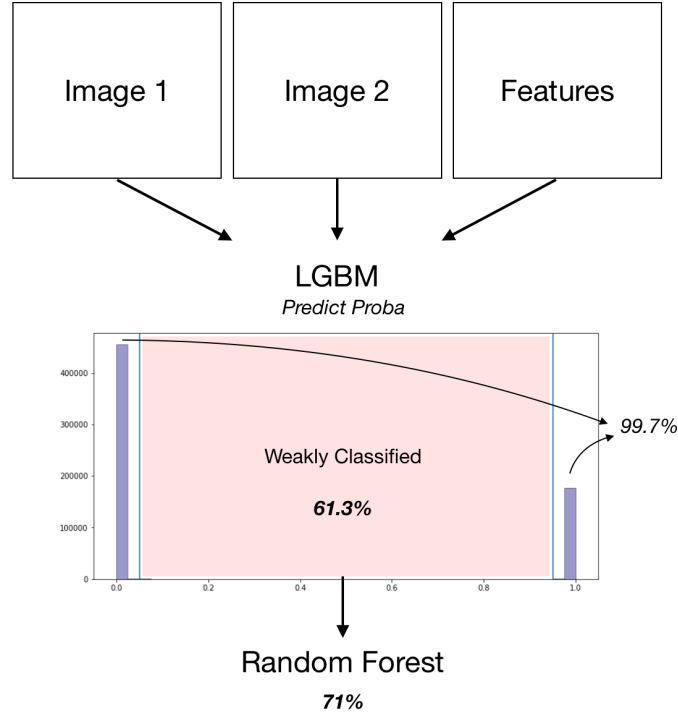 Image 1
Image 2
Features
LGBM
Predict Proba
400000
300000
200000
100000
0
99.7%
Weakly Classified
61.3%
0.0
0.2
0.4
0.6
0.8
1.0
Random Forest
71%